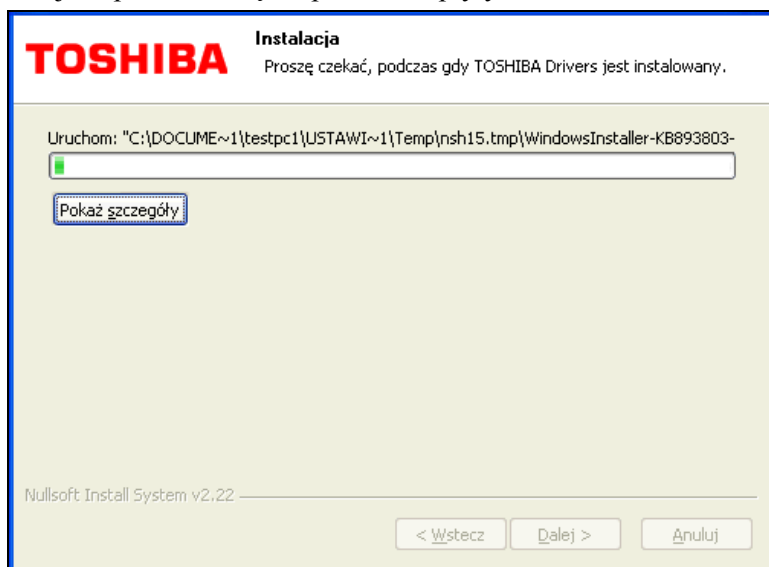 TOSHIBA
Instalacja
Proszę czekać, podczas gdy TOSHIBA Drivers jest instalowany.
Uruchom: "C:\DOCUME~1\testpc1\USTAWI~1\Temp\nsh15.tmp\WindowsInstaller-KB893803-
Pokaż szczegóły
Nullsoft Install System v2.22
< Wstecz
Dalej >
Anuluj